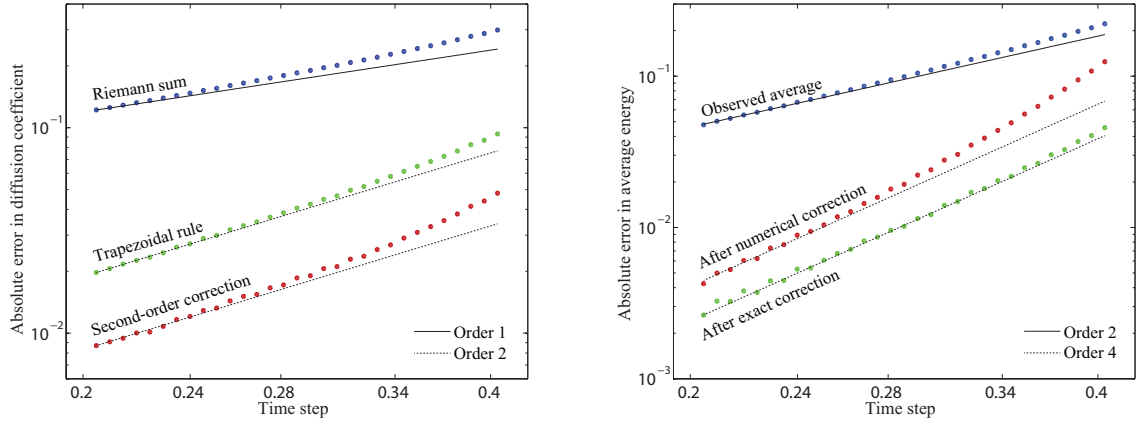 Absolute error in diffusion coefficient
10⁻¹
10⁻²
Riemann sum
Trapezoidal rule
Second-order correction
Order 1
Order 2
0.2 0.24 0.28 0.34 0.4
Time step
Absolute error in average energy
10⁻¹
10⁻²
10⁻³
Observed average
After numerical correction
After exact correction
Order 2
Order 4
0.2 0.24 0.28 0.34 0.4
Time step